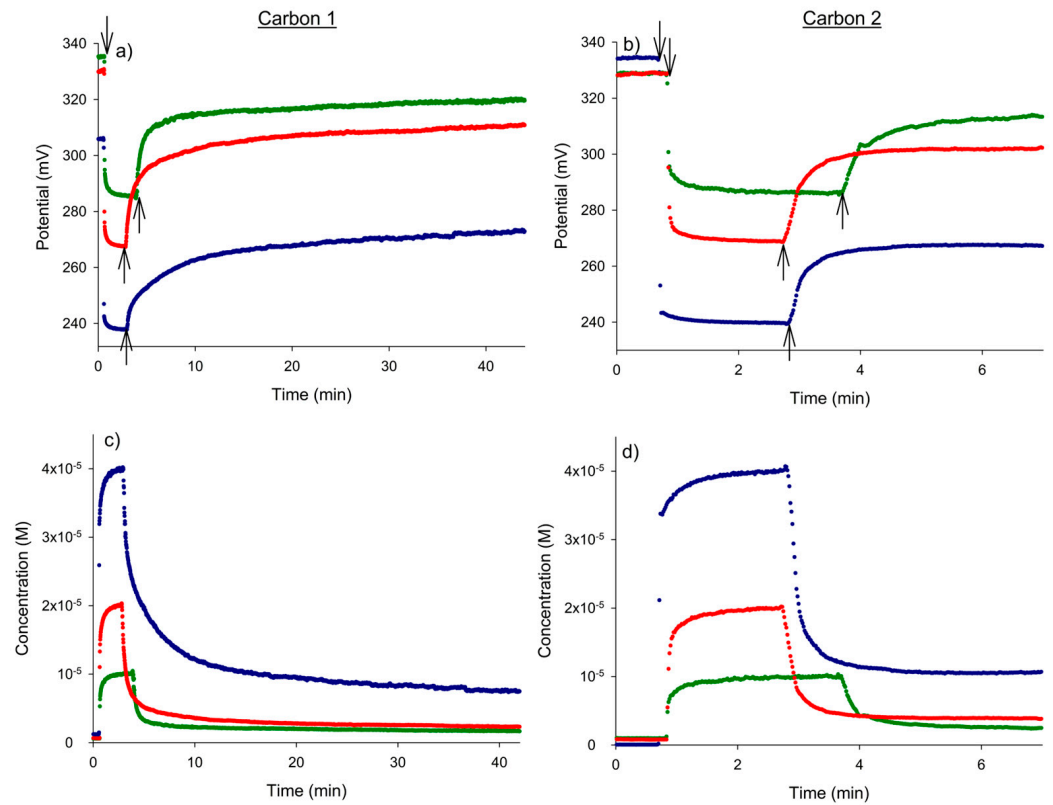 Carbon 1
Carbon 2
a)
b)
340
320
300
280
260
240
Potential (mV)
0
10
20
30
40
Time (min)
340
320
300
280
260
240
Potential (mV)
0
2
4
6
Time (min)
c)
d)
4x10-5
3x10-5
2x10-5
10-5
0
Concentration (M)
0
10
20
30
40
Time (min)
4x10-5
3x10-5
2x10-5
10-5
0
Concentration (M)
0
2
4
6
Time (min)